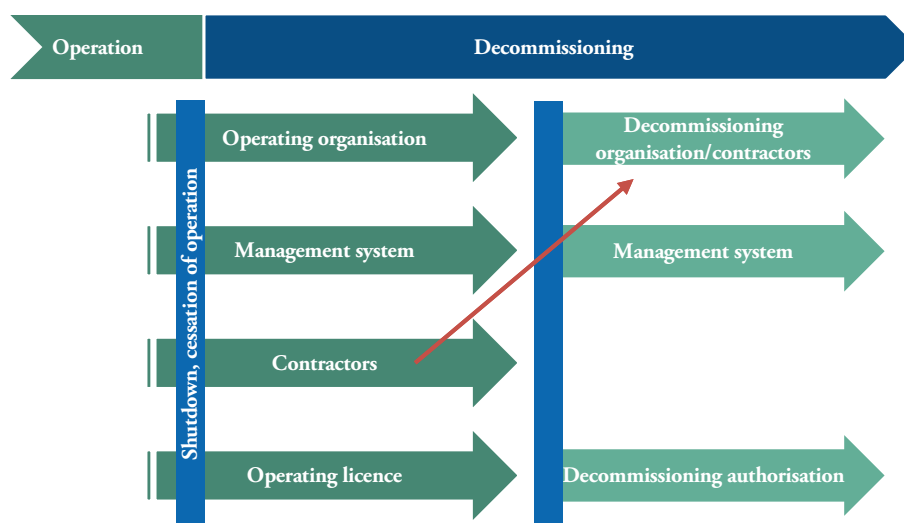 Operation
Decommissioning
Shutdown, cessation of operation
Operating organisation
Decommissioning
organisation/contractors
Management system
Management system
Contractors
Operating licence
Decommissioning authorisation